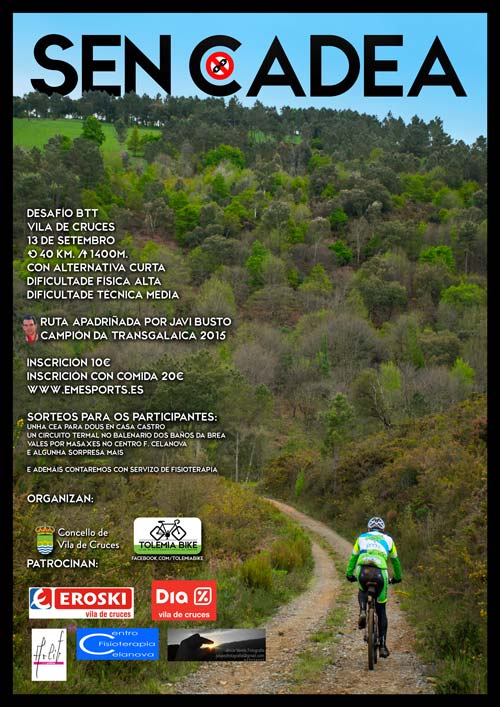 SEN CADEA
DESAFÍO BTT
VILA DE CRUCES
13 DE SETEMBRO
40 KM. / 1400M.
CON ALTERNATIVA CURTA
DIFICULTADE FÍSICA ALTA
DIFICULTADE TÉCNICA MEDIA
RUTA APADRIÑADA POR JAVI BUSTO
CAMPIÓN DA TRANSGALAICA 2015
INSCRICIÓN 10€
INSCRICIÓN CON COMIDA 20€
WWW.EMESPORTS.ES
SORTEOS PARA OS PARTICIPANTES:
UNHA CEA PARA DOUS EN CASA CASTRO
UN CIRCUITO TERMAL NO BALENARIO DOS BAÑOS DA BREA
VALES POR MASAXES NO CENTRO F. CELANOVA
E ALGUNHA SORPRESA MAIS
E ADEMAIS CONTAREMOS CON SERVIZO DE FISIOTERAPIA
ORGANIZAN:
Concello de
Vila de Cruces
TOLEMIA BIKE
FACEBOOK.COM/TOLEMIABIKE
PATROCINAN:
EROSKI
vila de cruces
Dia %
vila de cruces
Centro
Fisioterapia
Celanova